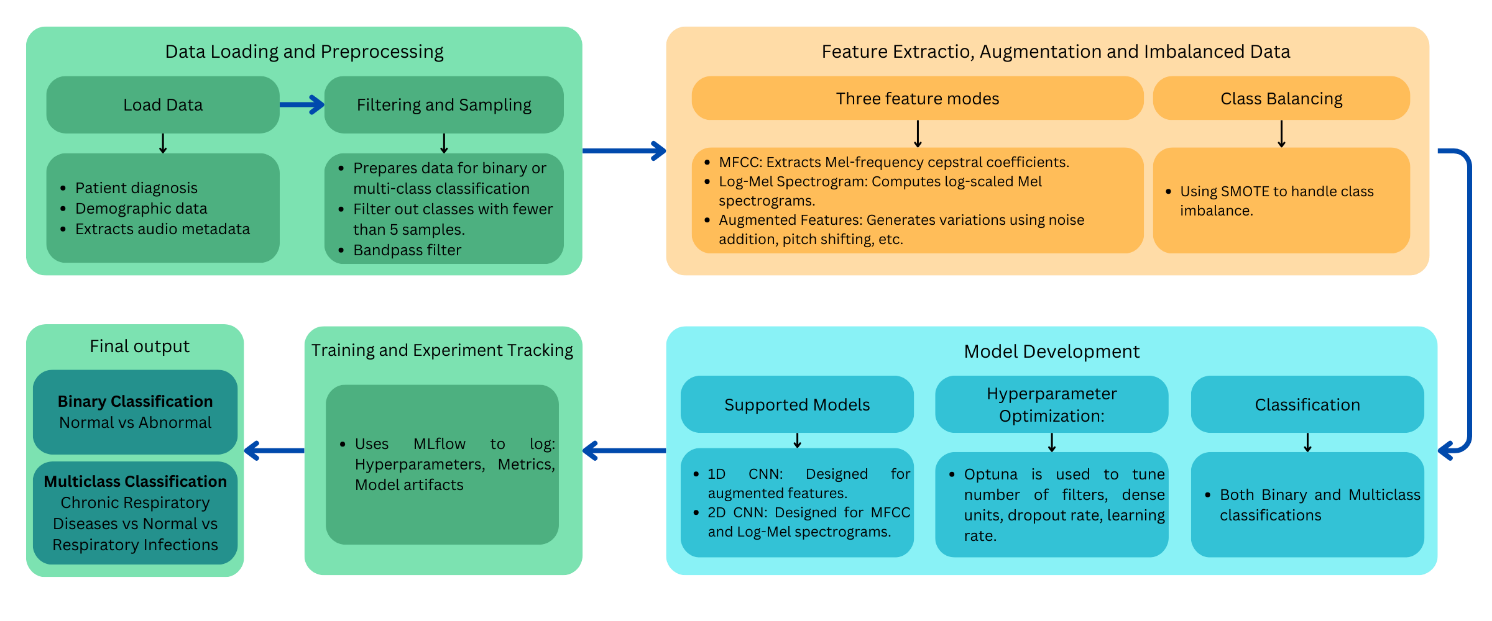 Data Loading and Preprocessing
Load Data
Filtering and Sampling
• Patient diagnosis
• Demographic data
• Extracts audio metadata
• Prepares data for binary or
multi-class classification
• Filter out classes with fewer
than 5 samples.
• Bandpass filter
Feature Extractio, Augmentation and Imbalanced Data
Three feature modes
Class Balancing
• MFCC: Extracts Mel-frequency cepstral coefficients.
• Log-Mel Spectrogram: Computes log-scaled Mel
spectrograms.
• Augmented Features: Generates variations using noise
addition, pitch shifting, etc.
• Using SMOTE to handle class
imbalance.
Model Development
Supported Models
• 1D CNN: Designed for
augmented features.
• 2D CNN: Designed for MFCC
and Log-Mel spectrograms.
Hyperparameter
Optimization:
• Optuna is used to tune
number of filters, dense
units, dropout rate, learning
rate.
Classification
• Both Binary and Multiclass
classifications
Training and Experiment Tracking
• Uses MLflow to log:
Hyperparameters, Metrics,
Model artifacts
Final output
Binary Classification
Normal vs Abnormal
Multiclass Classification
Chronic Respiratory
Diseases vs Normal vs
Respiratory Infections